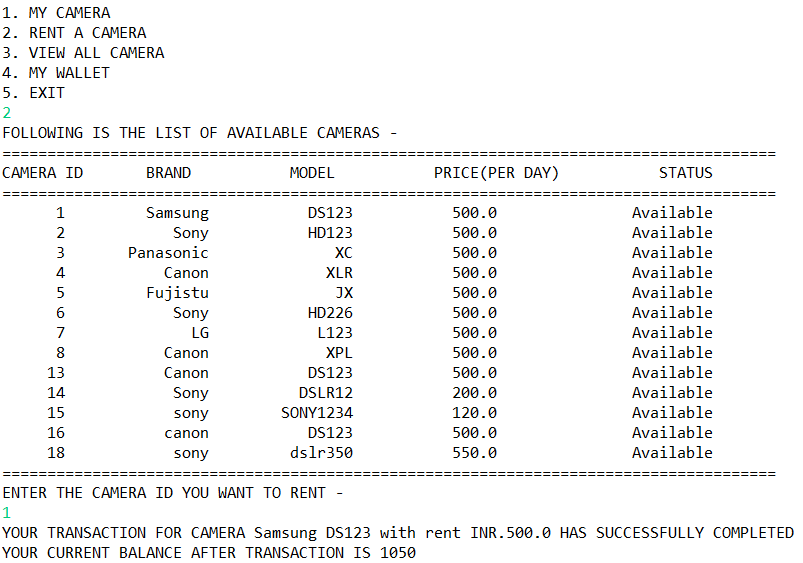 1. MY CAMERA
2. RENT A CAMERA
3. VIEW ALL CAMERA
4. MY WALLET
5. EXIT
2
FOLLOWING IS THE LIST OF AVAILABLE CAMERAS -
======================================================================================
CAMERA ID BRAND MODEL PRICE(PER DAY) STATUS
======================================================================================
1 Samsung DS123 500.0 Available
2 Sony HD123 500.0 Available
3 Panasonic XC 500.0 Available
4 Canon XLR 500.0 Available
5 Fujistu JX 500.0 Available
6 Sony HD226 500.0 Available
7 LG L123 500.0 Available
8 Canon XPL 500.0 Available
13 Canon DS123 500.0 Available
14 Sony DSLR12 200.0 Available
15 sony SONY1234 120.0 Available
16 canon DS123 500.0 Available
18 sony dslr350 550.0 Available
======================================================================================
ENTER THE CAMERA ID YOU WANT TO RENT -
1
YOUR TRANSACTION FOR CAMERA Samsung DS123 with rent INR.500.0 HAS SUCCESSFULLY COMPLETED
YOUR CURRENT BALANCE AFTER TRANSACTION IS 1050